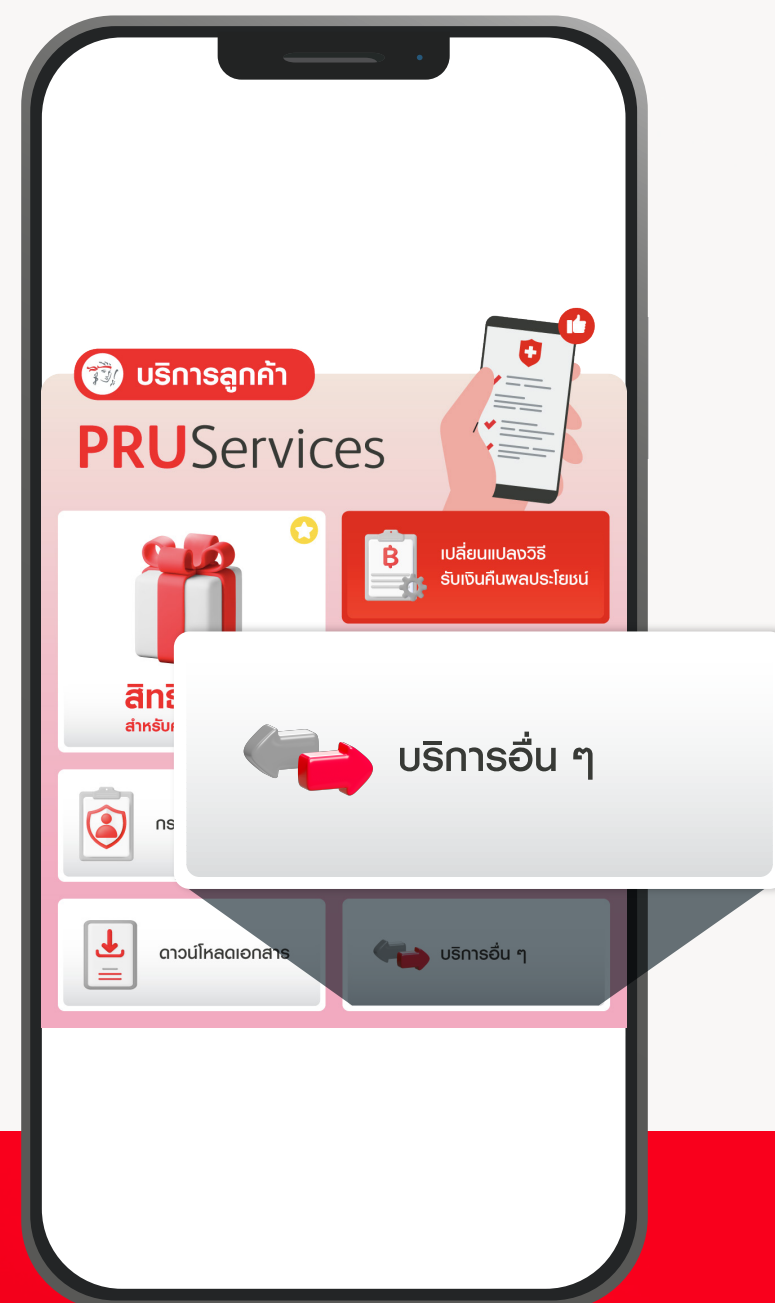 บริการลูกค้า
PRUServices
เปลี่ยนแปลงวิธี
รับเงินคืนผลประโยชน์
บริการอื่น ๆ
ดาวน์โหลดเอกสาร
บริการอื่น ๆ